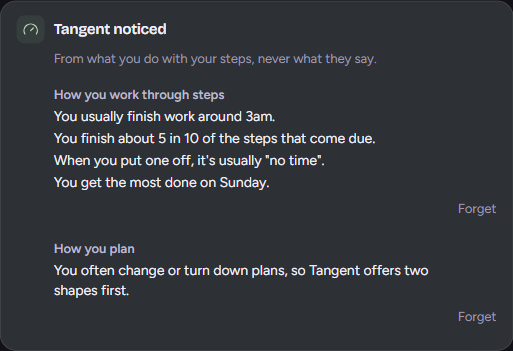 Tangent noticed
From what you do with your steps, never what they say.
How you work through steps
You usually finish work around 3am.
You finish about 5 in 10 of the steps that come due.
When you put one off, it's usually "no time".
You get the most done on Sunday.
Forget
How you plan
You often change or turn down plans, so Tangent offers two
shapes first.
Forget